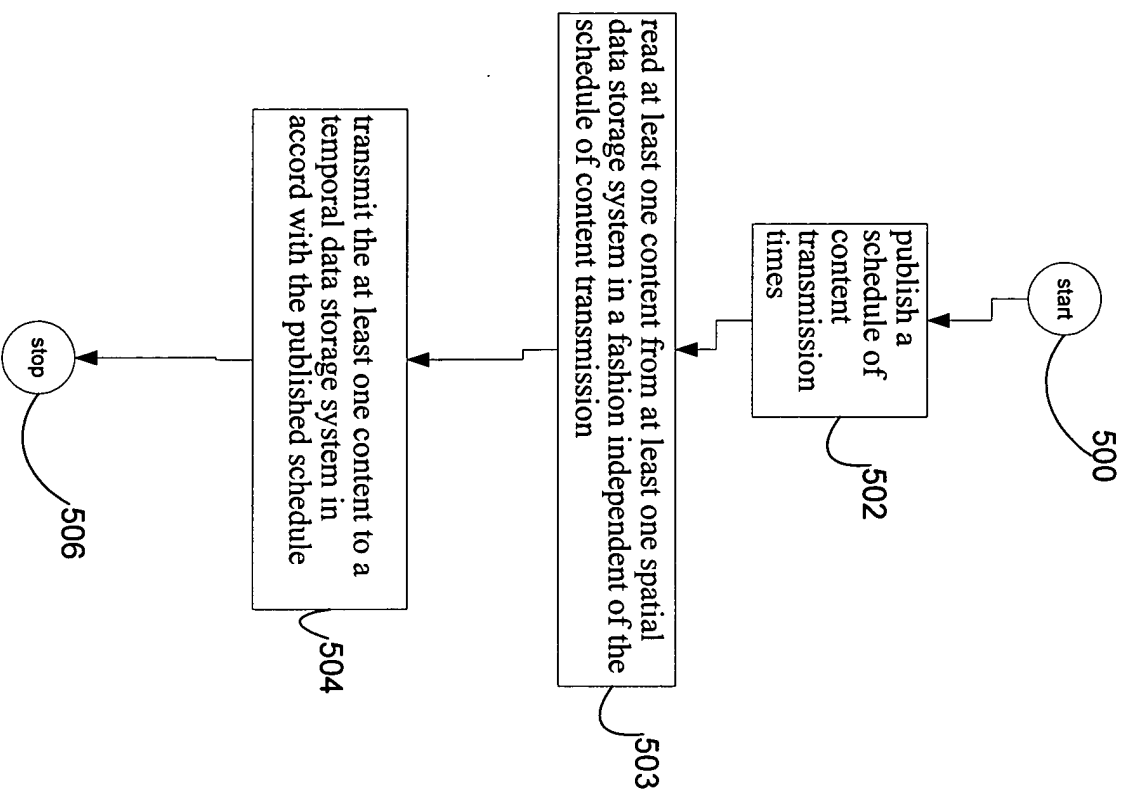 start
500
publish a
schedule of
content
transmission
times
502
read at least one content from at least one spatial
data storage system in a fashion independent of the
schedule of content transmission
503
transmit the at least one content to a
temporal data storage system in
accord with the published schedule
504
stop
506